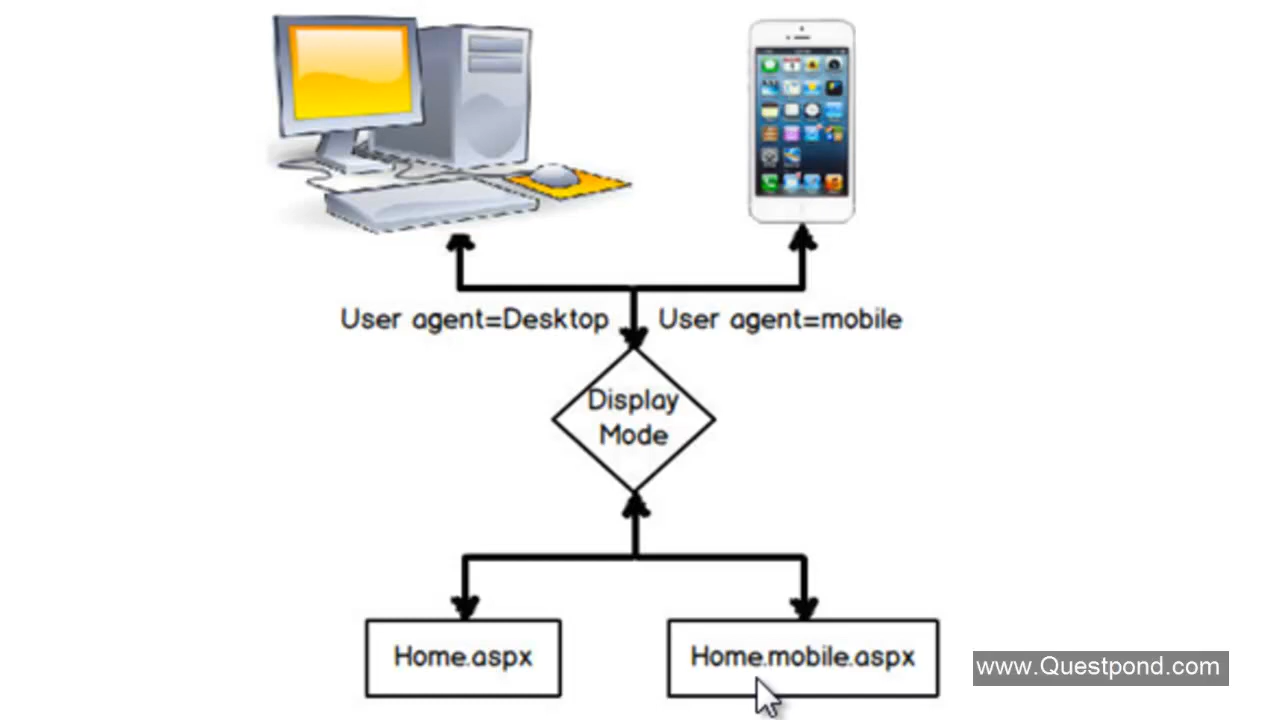 User agent=Desktop
User agent=mobile
Display
Mode
Home.aspx
Home.mobile.aspx
www.Questpond.com